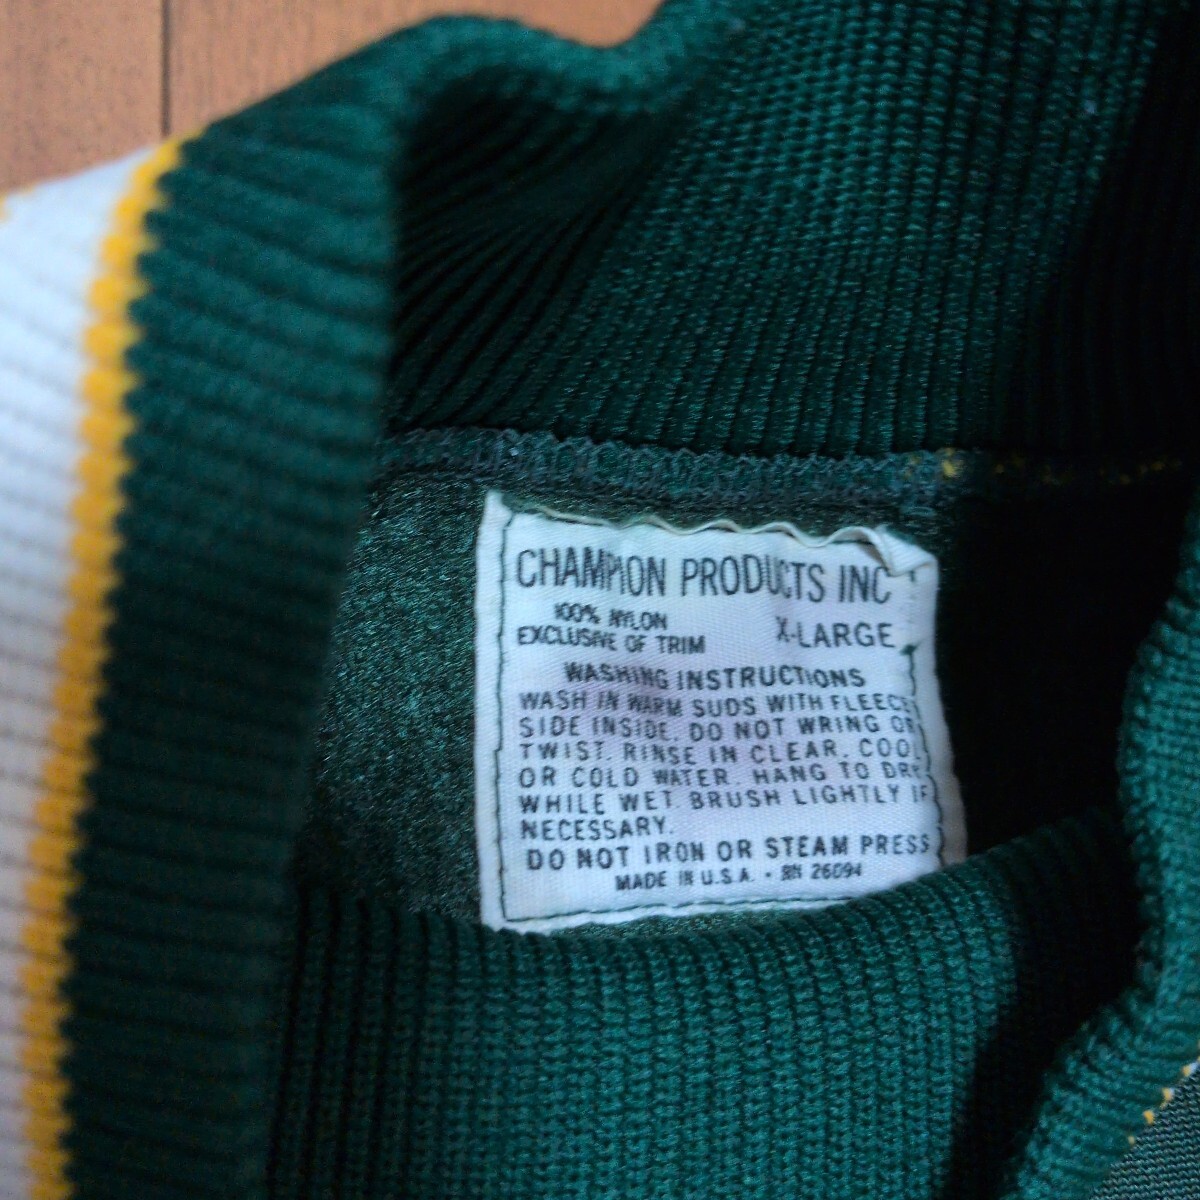 CHAMPION PRODUCTS INC
100% NYLON
EXCLUSIVE OF TRIM X-LARGE
WASHING INSTRUCTIONS
WASH IN WARM SUDS WITH FLEECE
SIDE INSIDE. DO NOT WRING OR
TWIST. RINSE IN CLEAR. COOL
OR COLD WATER. HANG TO DRY
WHILE WET. BRUSH LIGHTLY IF
NECESSARY.
DO NOT IRON OR STEAM PRESS
MADE IN U.S.A. • RN 26094